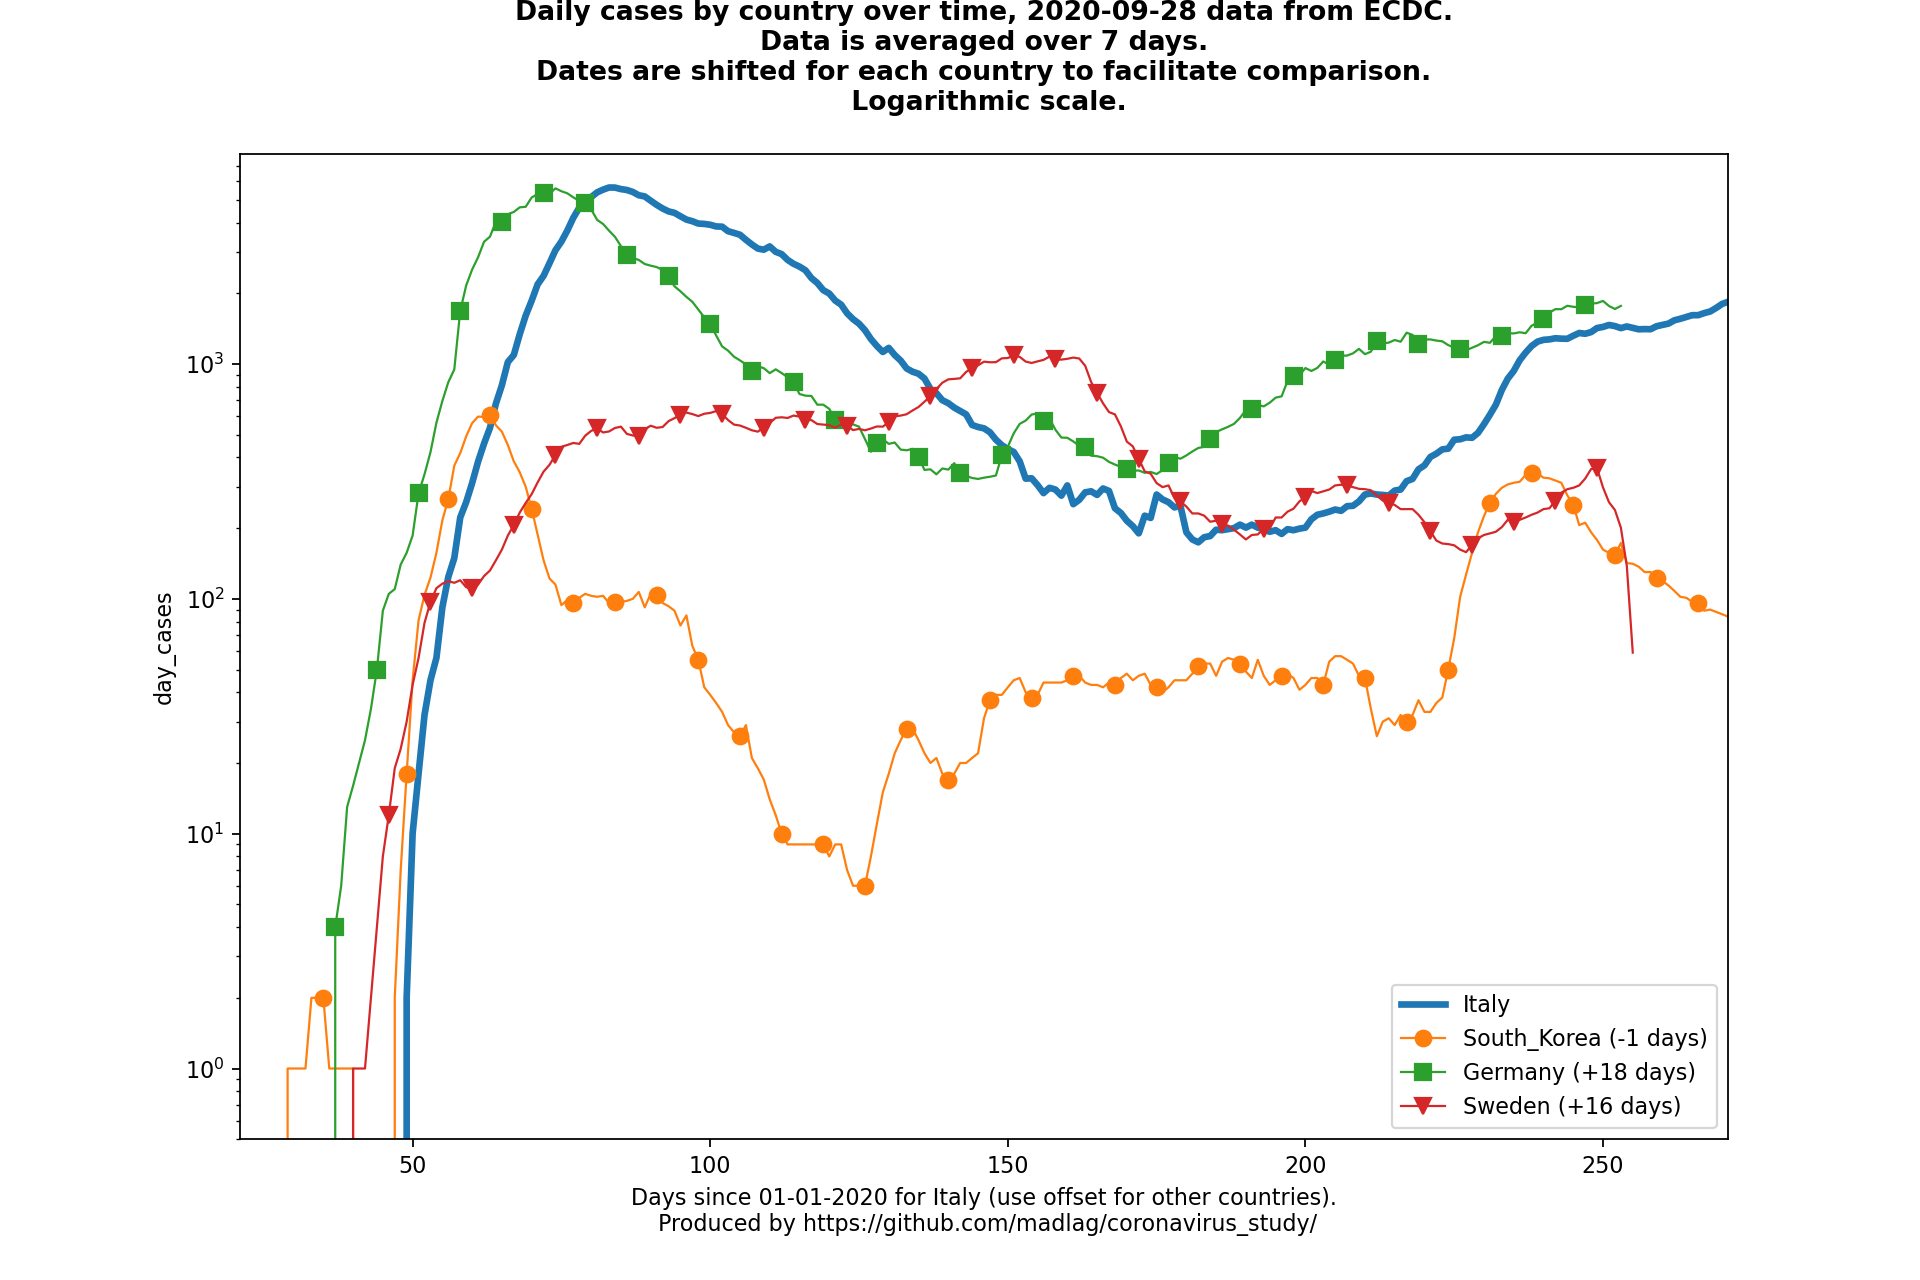 Daily cases by country over time, 2020-09-28 data from ECDC.
Data is averaged over 7 days.
Dates are shifted for each country to facilitate comparison.
Logarithmic scale.
day_cases
10³
10²
10¹
10⁰
50
100
150
200
250
Italy
South_Korea (-1 days)
Germany (+18 days)
Sweden (+16 days)
Days since 01-01-2020 for Italy (use offset for other countries).
Produced by https://github.com/madlag/coronavirus_study/